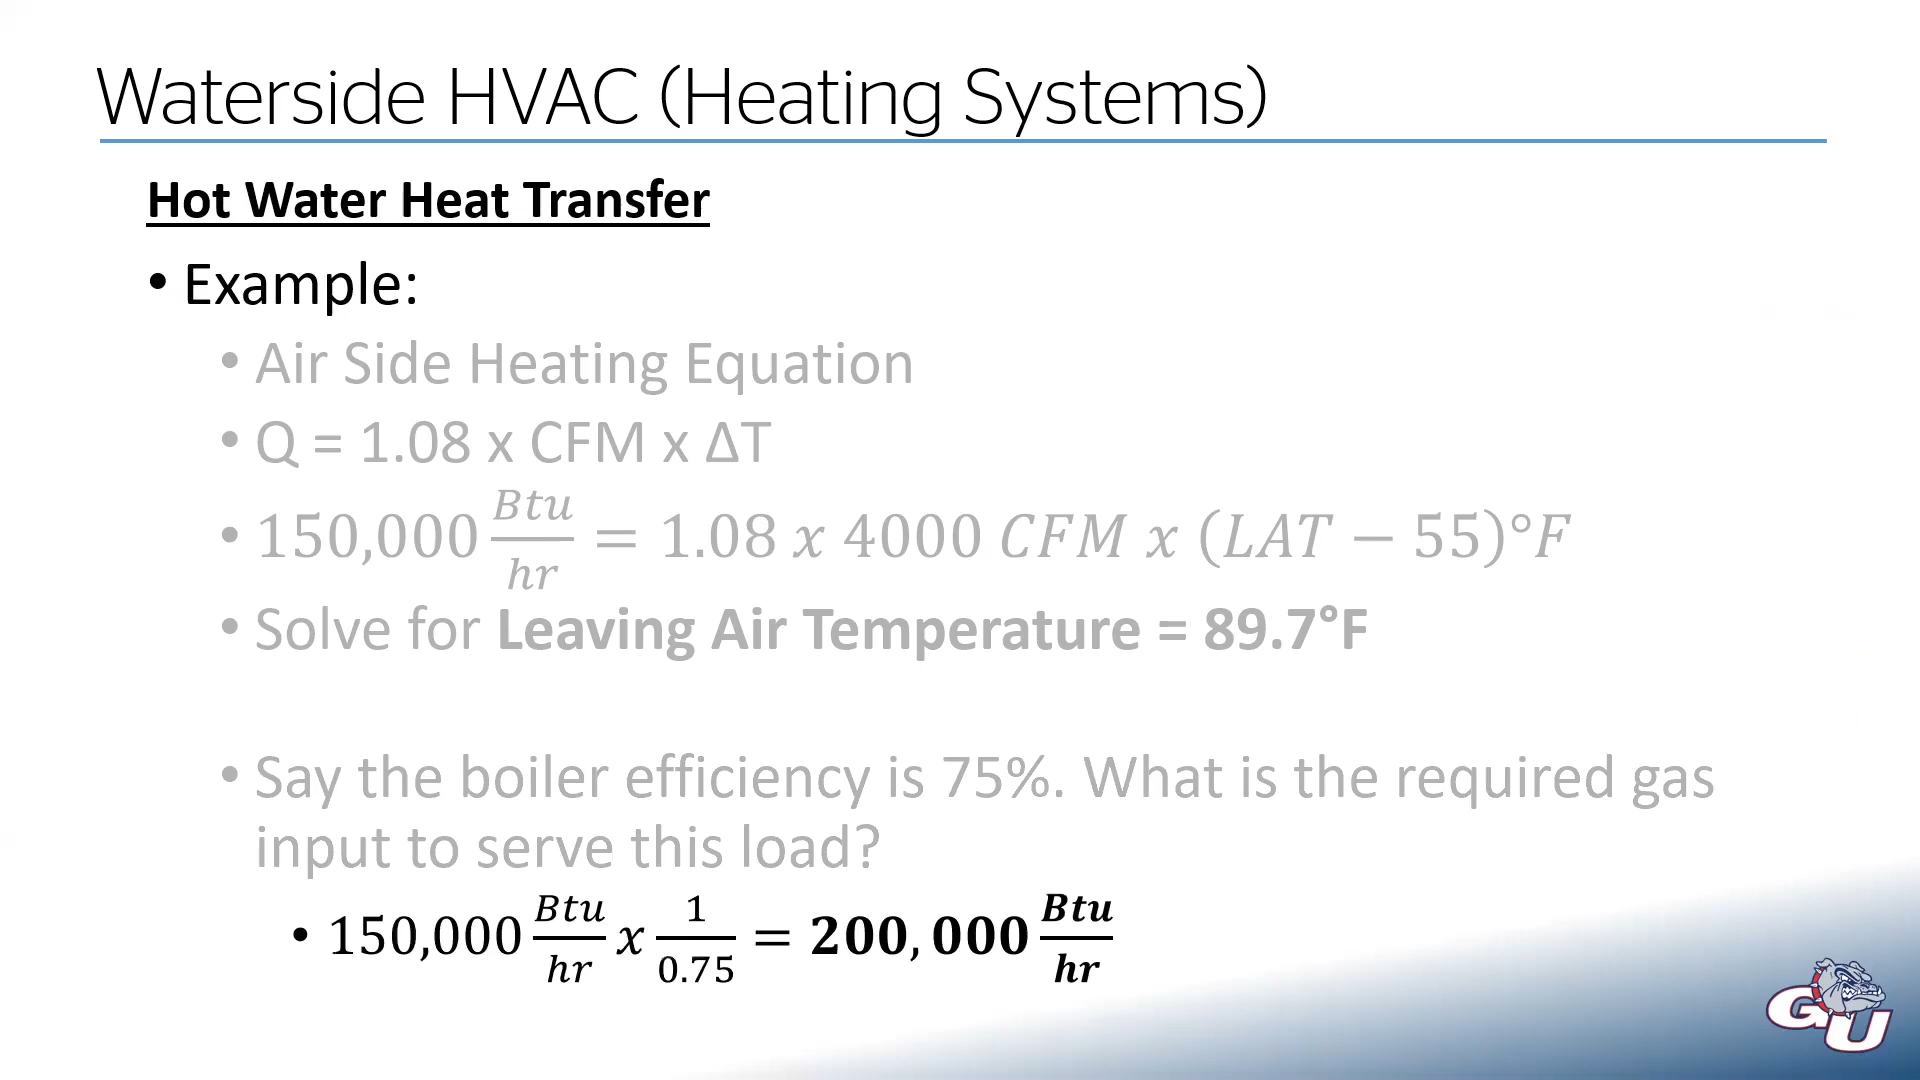 Waterside HVAC (Heating Systems)
Hot Water Heat Transfer
• Example:
• Air Side Heating Equation
• Q = 1.08 x CFM x ΔT
• 150,000 Btu/hr = 1.08 x 4000 CFM x (LAT − 55)°F
• Solve for Leaving Air Temperature = 89.7°F
• Say the boiler efficiency is 75%. What is the required gas
input to serve this load?
• 150,000 Btu/hr x 1/0.75 = 200,000 Btu/hr
GU